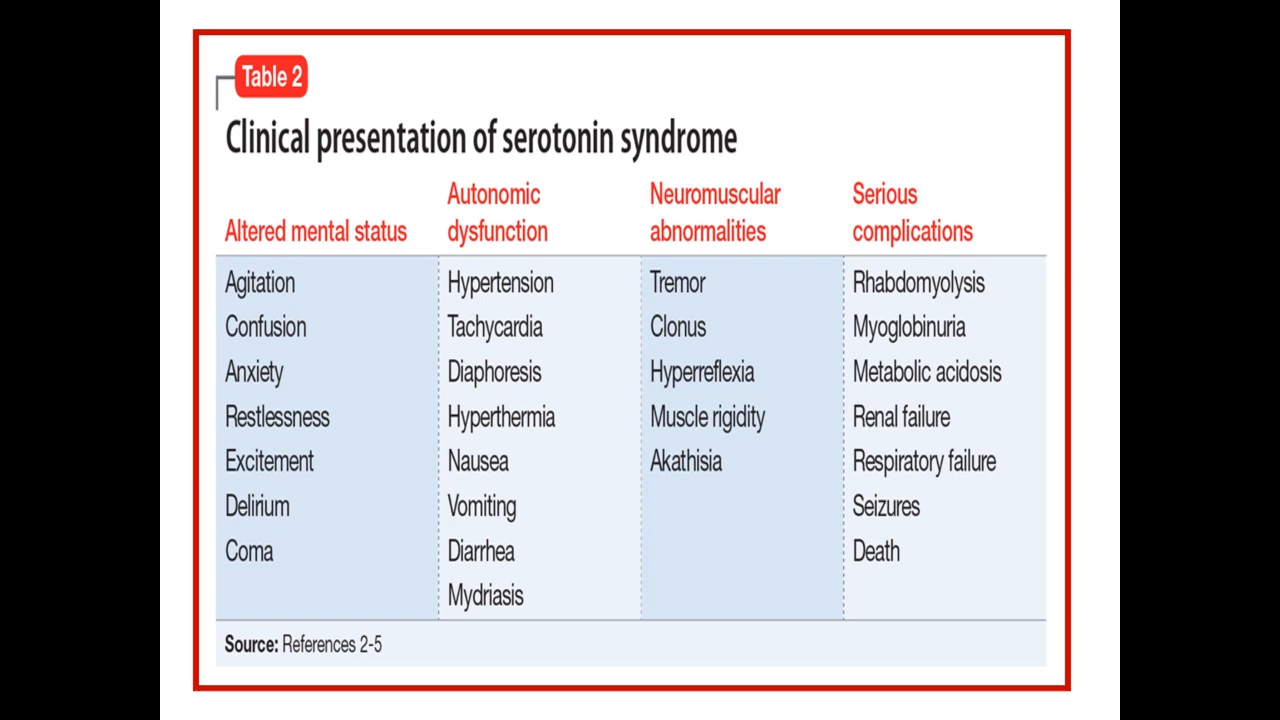 Table 2
Clinical presentation of serotonin syndrome
Altered mental status
Autonomic
dysfunction
Neuromuscular
abnormalities
Serious
complications
Agitation Hypertension Tremor Rhabdomyolysis
Confusion Tachycardia Clonus Myoglobinuria
Anxiety Diaphoresis Hyperreflexia Metabolic acidosis
Restlessness Hyperthermia Muscle rigidity Renal failure
Excitement Nausea Akathisia Respiratory failure
Delirium Vomiting Seizures
Coma Diarrhea Death
Mydriasis
Source: References 2-5